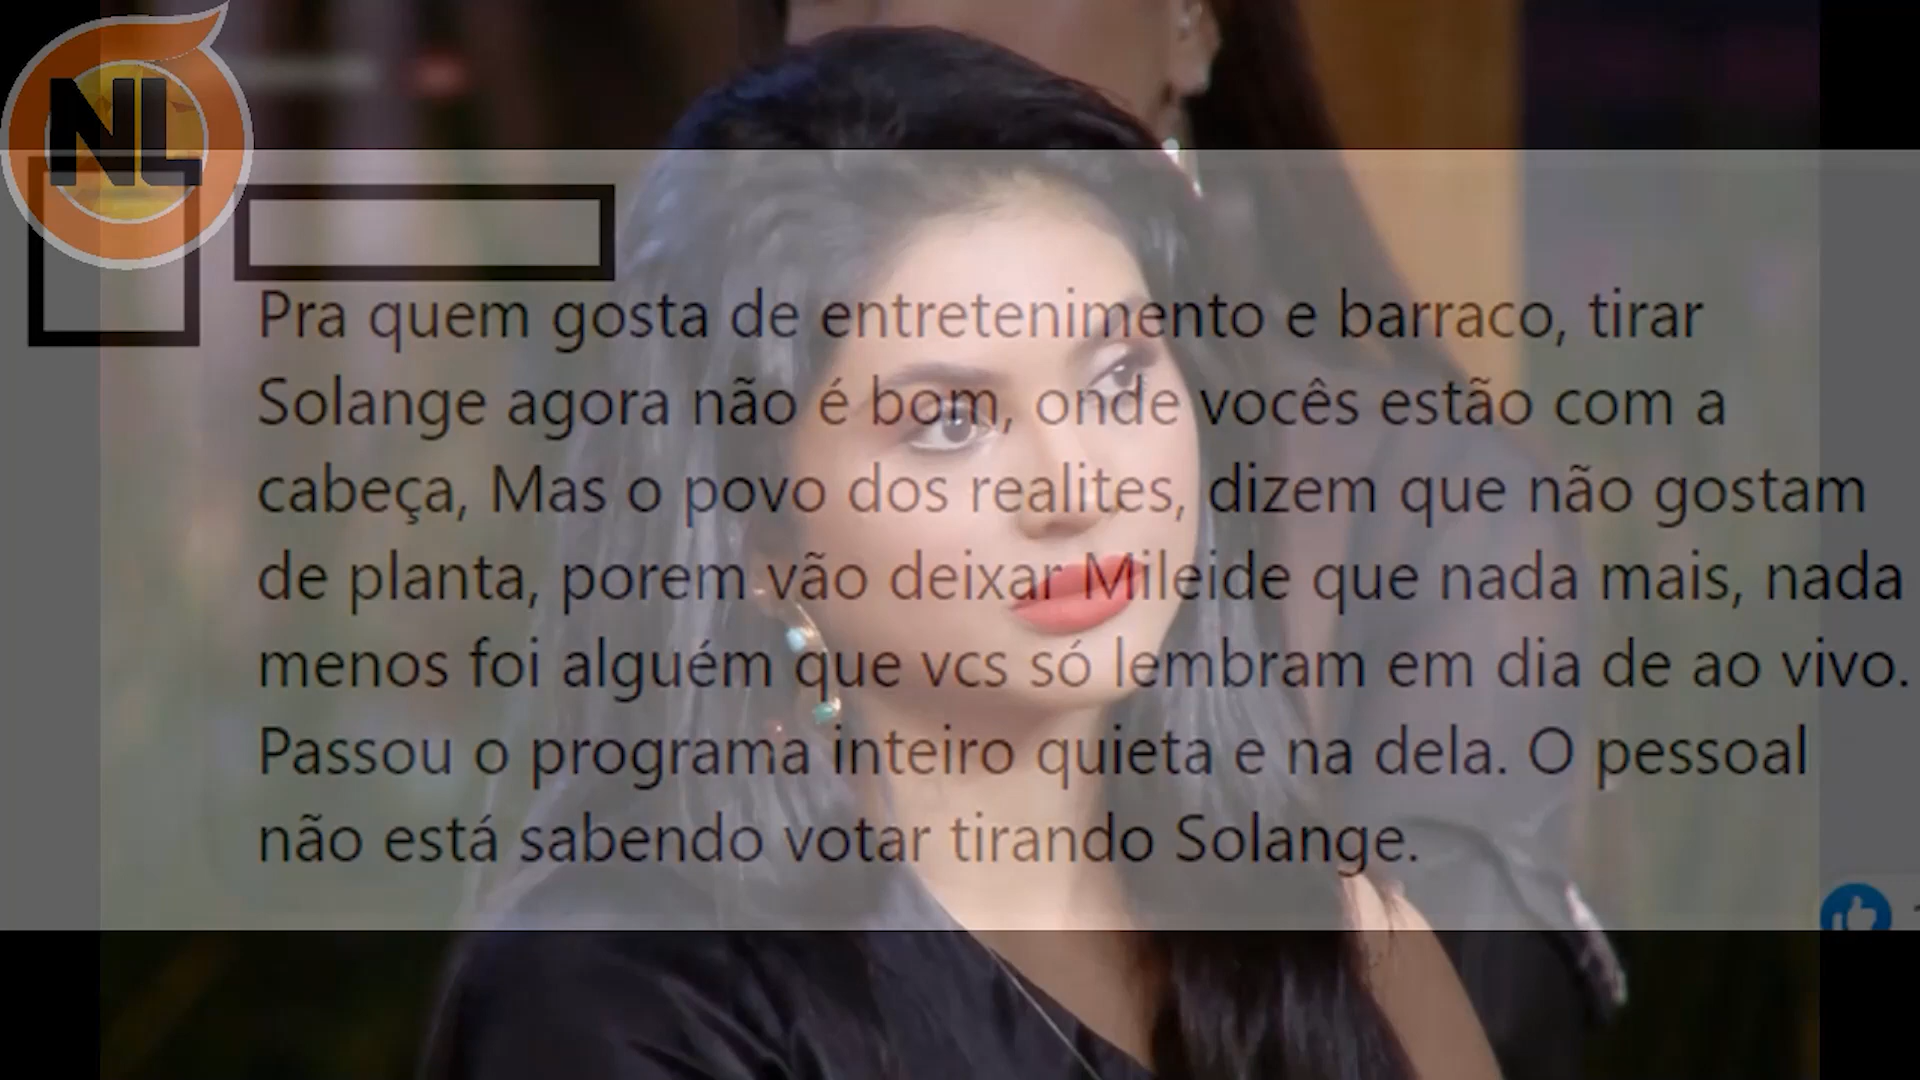 NL
Pra quem gosta de entretenimento e barraco, tirar
Solange agora não é bom, onde vocês estão com a
cabeça, Mas o povo dos realites, dizem que não gostam
de planta, porem vão deixar Mileide que nada mais, nada
menos foi alguém que vcs só lembram em dia de ao vivo.
Passou o programa inteiro quieta e na dela. O pessoal
não está sabendo votar tirando Solange.